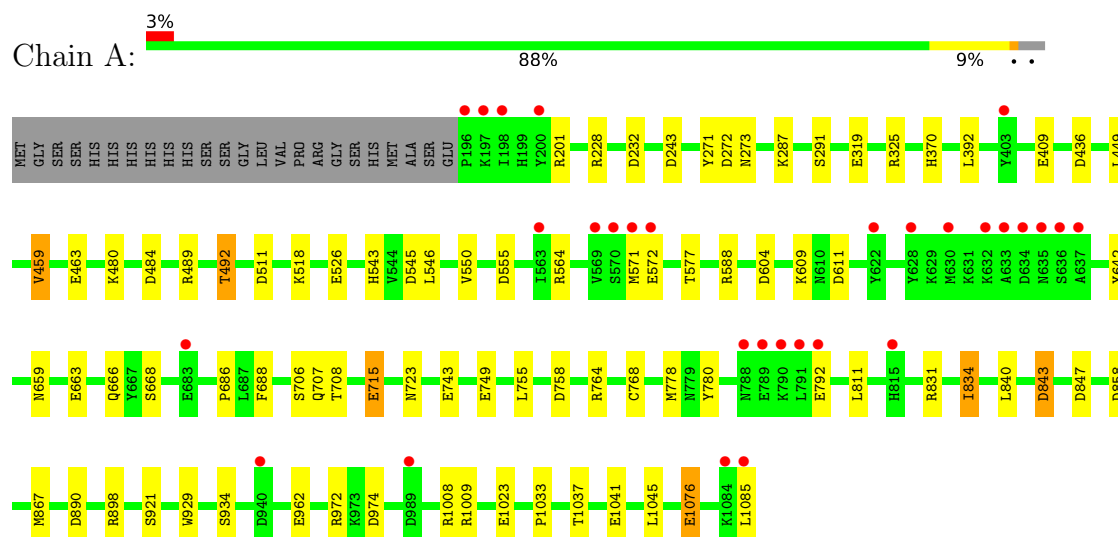 3%
Chain A:
88%
9%
• •
MET GLY SER SER HIS HIS HIS HIS HIS HIS SER SER GLY LEU VAL PRO ARG GLY SER HIS MET ALA SER GLU P196 K197 I198 H199 Y200 R201 R228 D232 D243 Y271 D272 N273 K287 S291 E319 R325 H370 L392 Y403 E409 D436 L449
V459 E463 K480 D484 R489 T492 D511 K518 E526 H543 V544 D545 L546 V550 D555 I563 R564 V569 S570 M571 E572 T577 R588 D604 K609 N610 D611 Y622 Y628 K629 M630 K631 K632 A633 D634 N635 S636 A637 Y642
N659 E663 Q666 Y667 S668 E683 P686 L687 F688 S706 Q707 T708 E715 N723 E743 E749 L755 D758 R764 C768 M778 N779 Y780 N788 E789 K790 L791 E792 L811 H815 R831 I834 L840 D843 D847 D858
M867 D890 R898 S921 W929 S934 D940 E962 R972 K973 D974 D989 R1008 R1009 E1023 P1033 T1037 E1041 L1045 E1076 K1084 L1085